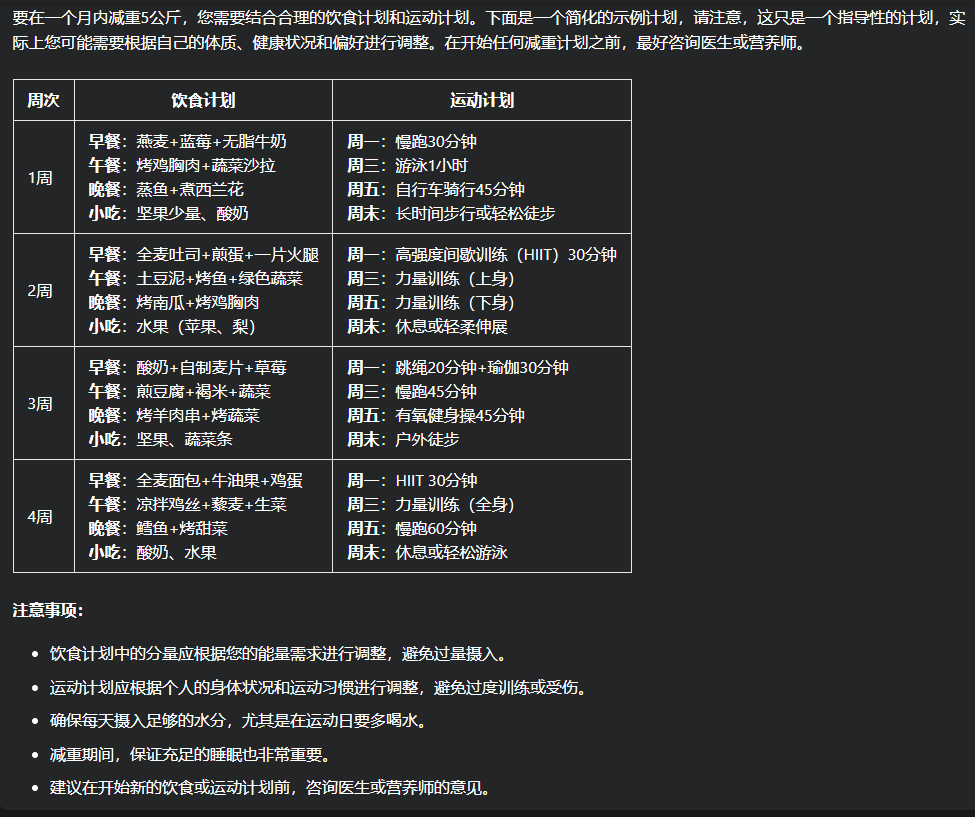 要在一个月内减重5公斤，您需要结合合理的饮食计划和运动计划。下面是一个简化的示例计划，请注意，这只是一个指导性的计划，实
际上您可能需要根据自己的体质、健康状况和偏好进行调整。在开始任何减重计划之前，最好咨询医生或营养师。
周次 饮食计划 运动计划
1周
早餐：燕麦+蓝莓+无脂牛奶
午餐：烤鸡胸肉+蔬菜沙拉
晚餐：蒸鱼+煮西兰花
小吃：坚果少量、酸奶
周一：慢跑30分钟
周三：游泳1小时
周五：自行车骑行45分钟
周末：长时间步行或轻松徒步
2周
早餐：全麦吐司+煎蛋+一片火腿
午餐：土豆泥+烤鱼+绿色蔬菜
晚餐：烤南瓜+烤鸡胸肉
小吃：水果（苹果、梨）
周一：高强度间歇训练（HIIT）30分钟
周三：力量训练（上身）
周五：力量训练（下身）
周末：休息或轻柔伸展
3周
早餐：酸奶+自制麦片+草莓
午餐：煎豆腐+褐米+蔬菜
晚餐：烤羊肉串+烤蔬菜
小吃：坚果、蔬菜条
周一：跳绳20分钟+瑜伽30分钟
周三：慢跑45分钟
周五：有氧健身操45分钟
周末：户外徒步
4周
早餐：全麦面包+牛油果+鸡蛋
午餐：凉拌鸡丝+藜麦+生菜
晚餐：鳕鱼+烤甜菜
小吃：酸奶、水果
周一：HIIT 30分钟
周三：力量训练（全身）
周五：慢跑60分钟
周末：休息或轻松游泳
注意事项：
• 饮食计划中的分量应根据您的能量需求进行调整，避免过量摄入。
• 运动计划应根据个人的身体状况和运动习惯进行调整，避免过度训练或受伤。
• 确保每天摄入足够的水分，尤其是在运动日要多喝水。
• 减重期间，保证充足的睡眠也非常重要。
• 建议在开始新的饮食或运动计划前，咨询医生或营养师的意见。